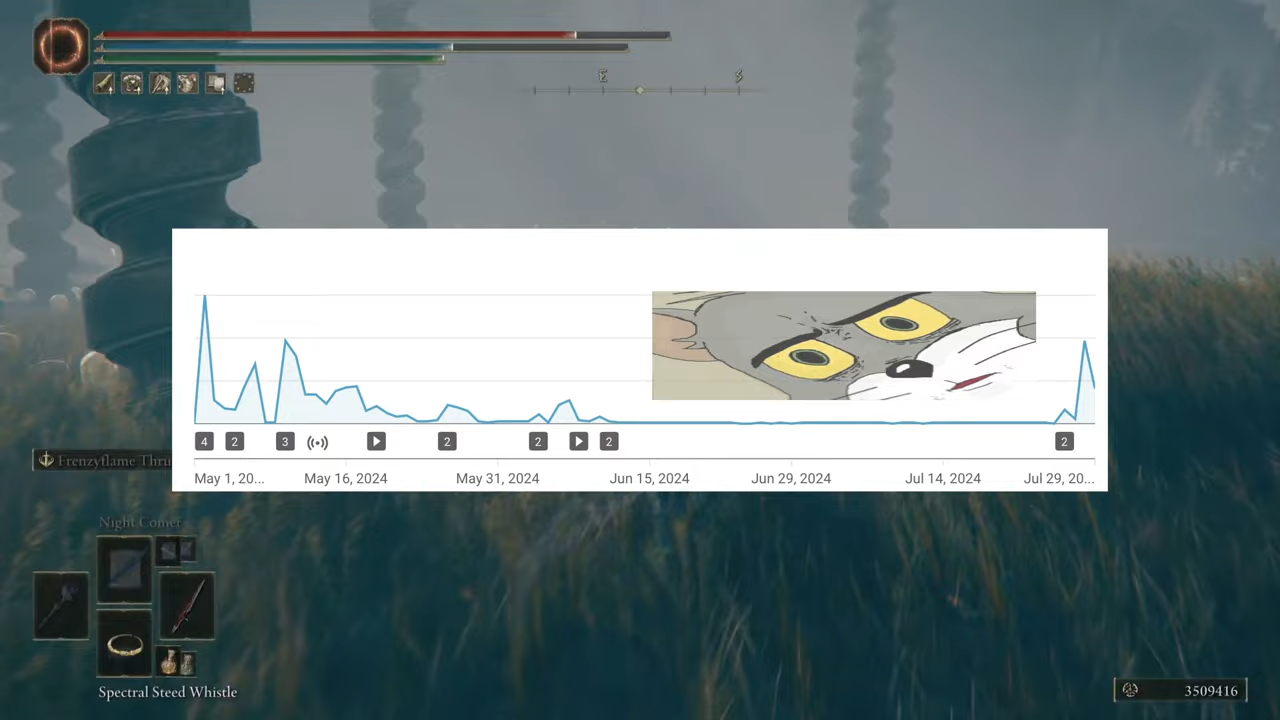 E
S
4 2 3 2 2 2 2
Frenzyflame Thru
May 1, 20... May 16, 2024 May 31, 2024 Jun 15, 2024 Jun 29, 2024 Jul 14, 2024 Jul 29, 20...
Night Comet
Spectral Steed Whistle
3509416